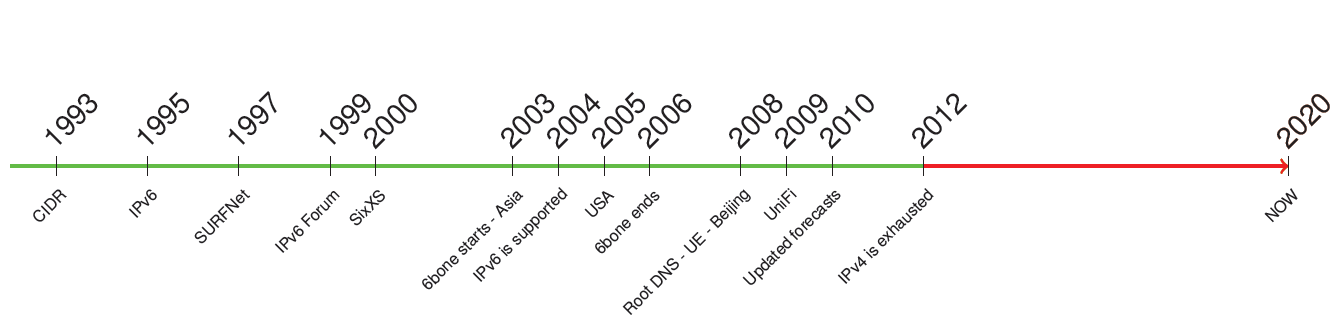 1993
1995
1997
1999
2000
2003
2004
2005
2006
2008
2009
2010
2012
2020
CIDR
IPv6
SURFNet
IPv6 Forum
SixXS
6bone starts - Asia
IPv6 is supported
USA
6bone ends
Root DNS - UE - Beijing
UniFi
Updated forecasts
IPv4 is exhausted
NOW